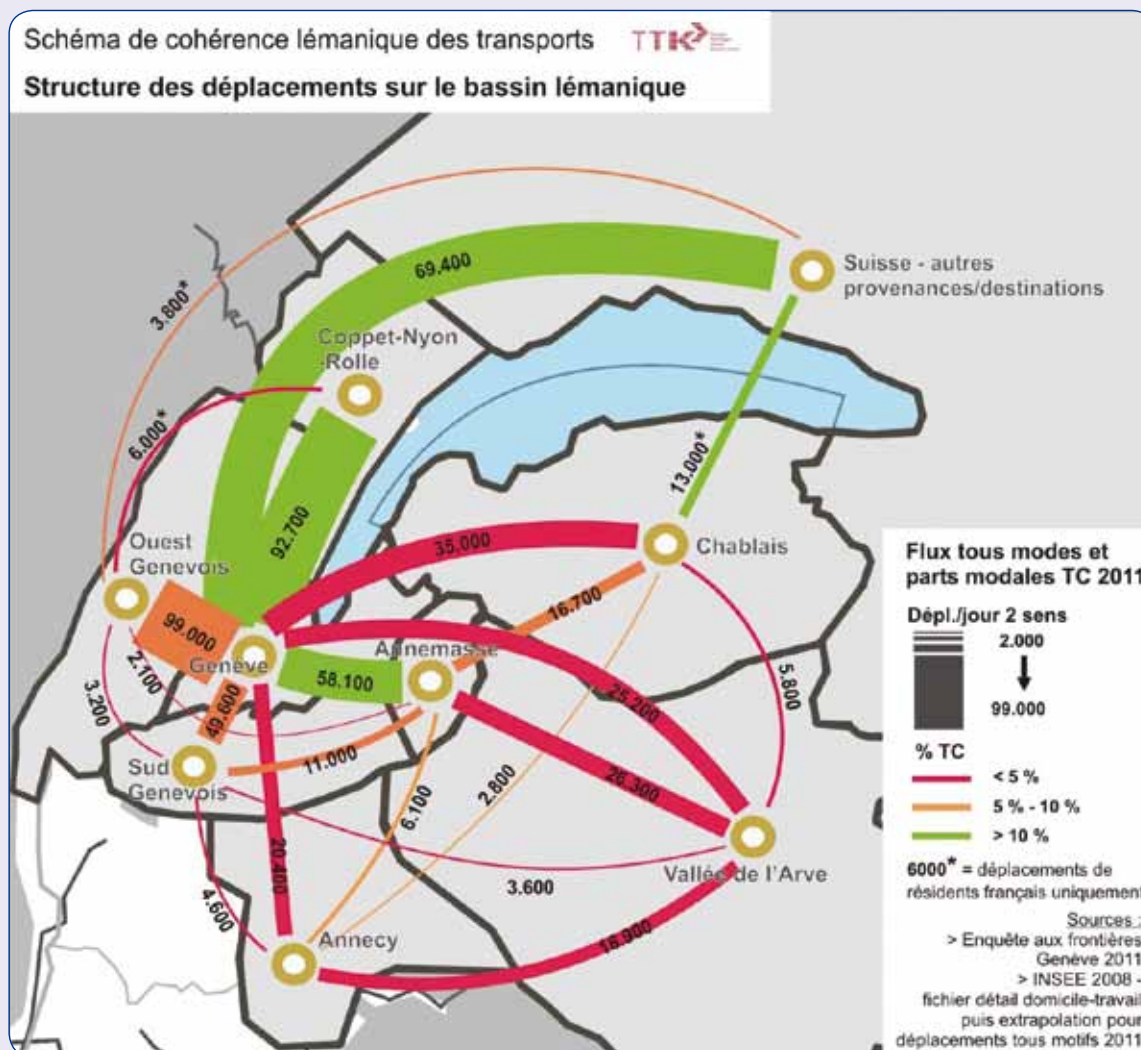 Schéma de cohérence lémanique des transports TTK
Structure des déplacements sur le bassin lémanique
69.400
Suisse - autres
provenances/destinations
3.800*
Coppet-Nyon
-Rolle
6.000*
13.000*
92.700
35.000
Chablais
Ouest
Genevois
99.000
16.700
Genève
Annemasse
58.100
2.100
3.200
49.600
25.200
5.800
Sud
Genevois
11.000
26.300
2.800
6.100
20.400
3.600
Vallée de l'Arve
4.600
Annecy
Flux tous modes et
parts modales TC 2011
Dépl./jour 2 sens
2.000
99.000
% TC
< 5 %
5 % - 10 %
> 10 %
6000* = déplacements de
résidents français uniquement
Sources :
> Enquête aux frontières
Genève 2011
> INSEE 2008 -
fichier détail domicile-travail
puis extrapolation pour
déplacements tous motifs 2011